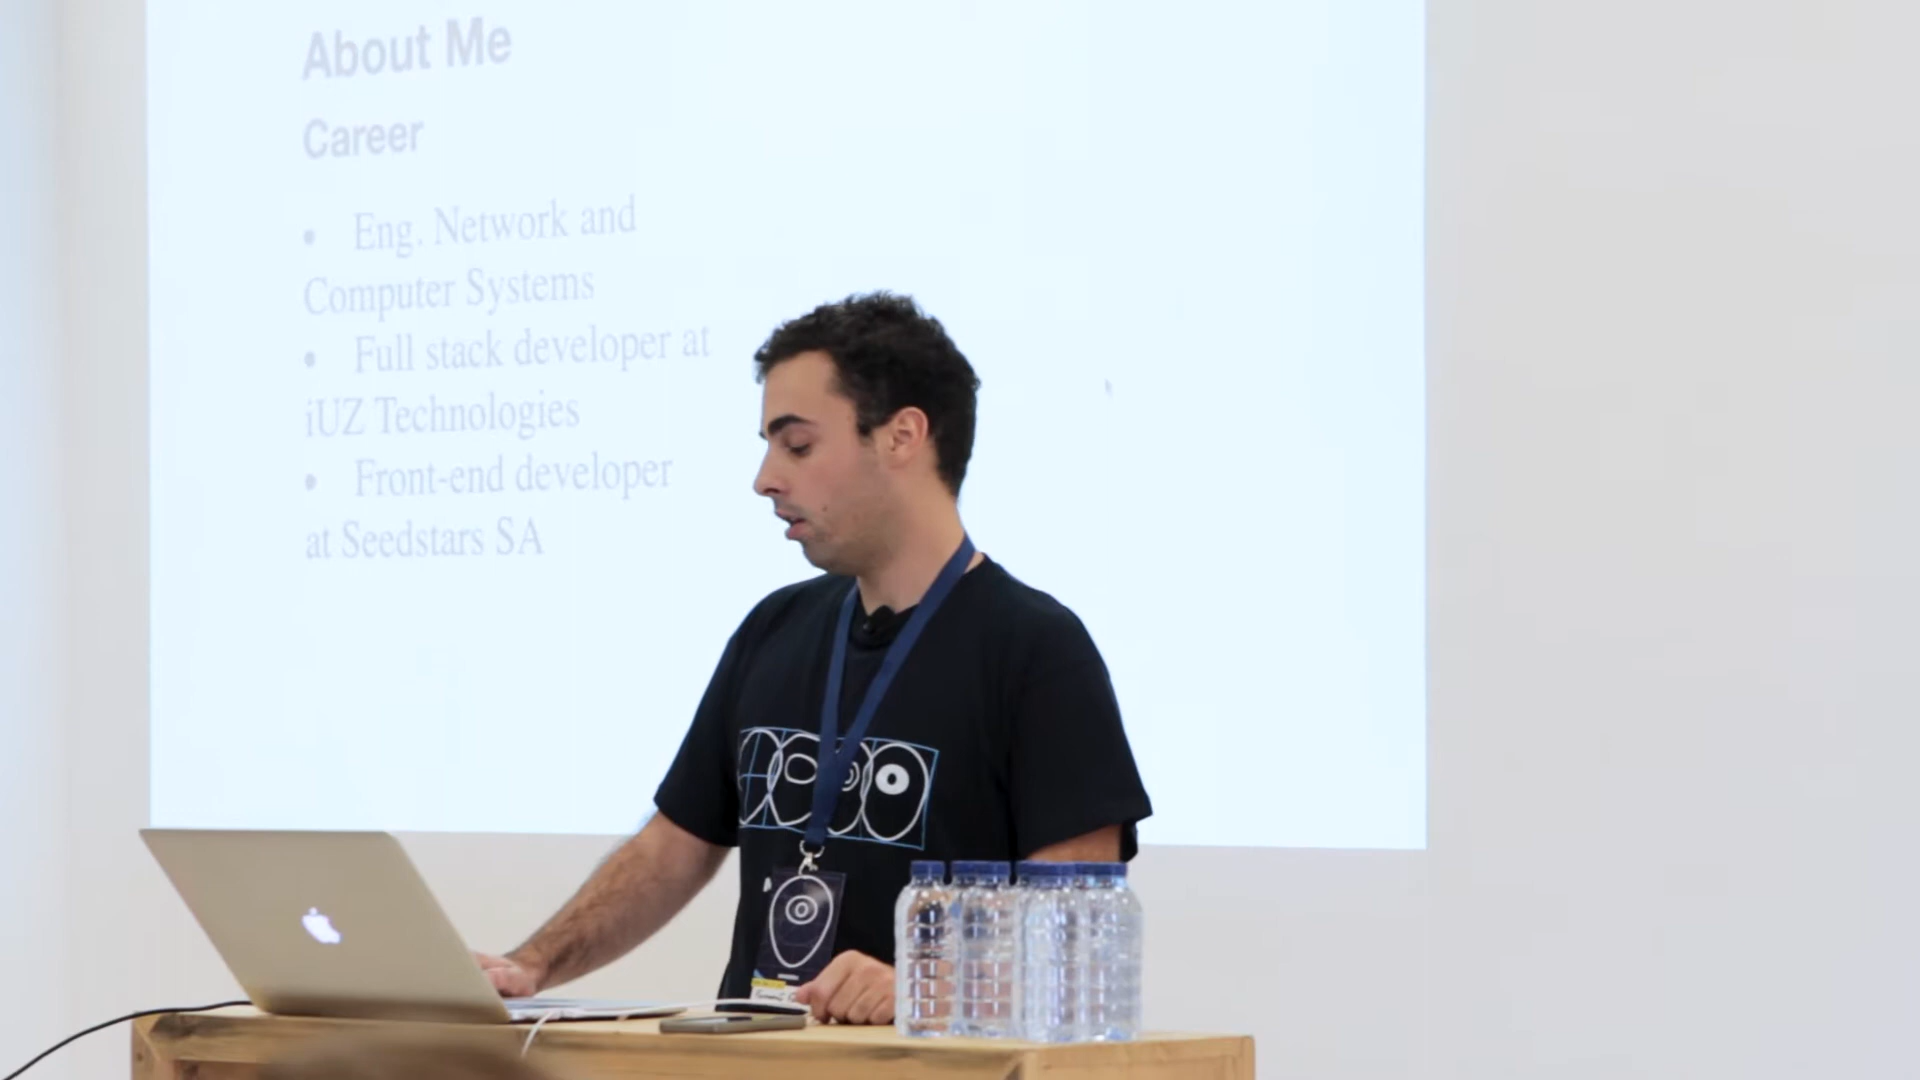 About Me
Career
• Eng. Network and
Computer Systems
• Full stack developer at
iUZ Technologies
• Front-end developer
at Seedstars SA